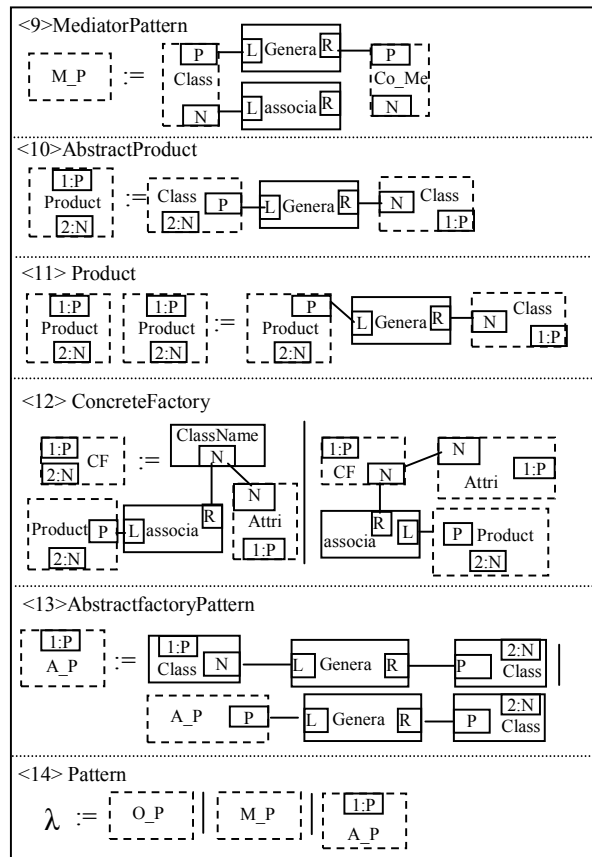 <9>MediatorPattern
M_P := P Class N L Genera R P Co_Me N
L associa R
<10>AbstractProduct
1:P Product 2:N := Class P 2:N L Genera R N Class 1:P
<11> Product
1:P Product 2:N 1:P Product 2:N := P Product 2:N L Genera R N Class 1:P
<12> ConcreteFactory
1:P 2:N CF := ClassName N | 1:P CF N N Attri 1:P
Product P 2:N L associa R N Attri 1:P | associa R L P Product 2:N
<13>AbstractfactoryPattern
1:P A_P := 1:P Class N L Genera R P 2:N Class |
A_P P L Genera R P 2:N Class
<14> Pattern
λ := O_P | M_P | 1:P A_P